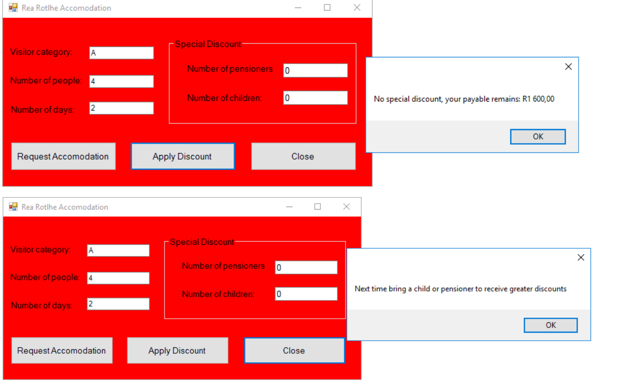 Rea Rotlhe Accomodation
Special Discount
Visitor category: A
Number of pensioners: 0
Number of people: 4
Number of children: 0
Number of days: 2
Request Accomodation Apply Discount Close
No special discount, your payable remains: R1 600,00
OK
Rea Rotlhe Accomodation
Special Discount
Visitor category: A
Number of pensioners: 0
Number of people: 4
Number of children: 0
Number of days: 2
Request Accomodation Apply Discount Close
Next time bring a child or pensioner to receive greater discounts
OK